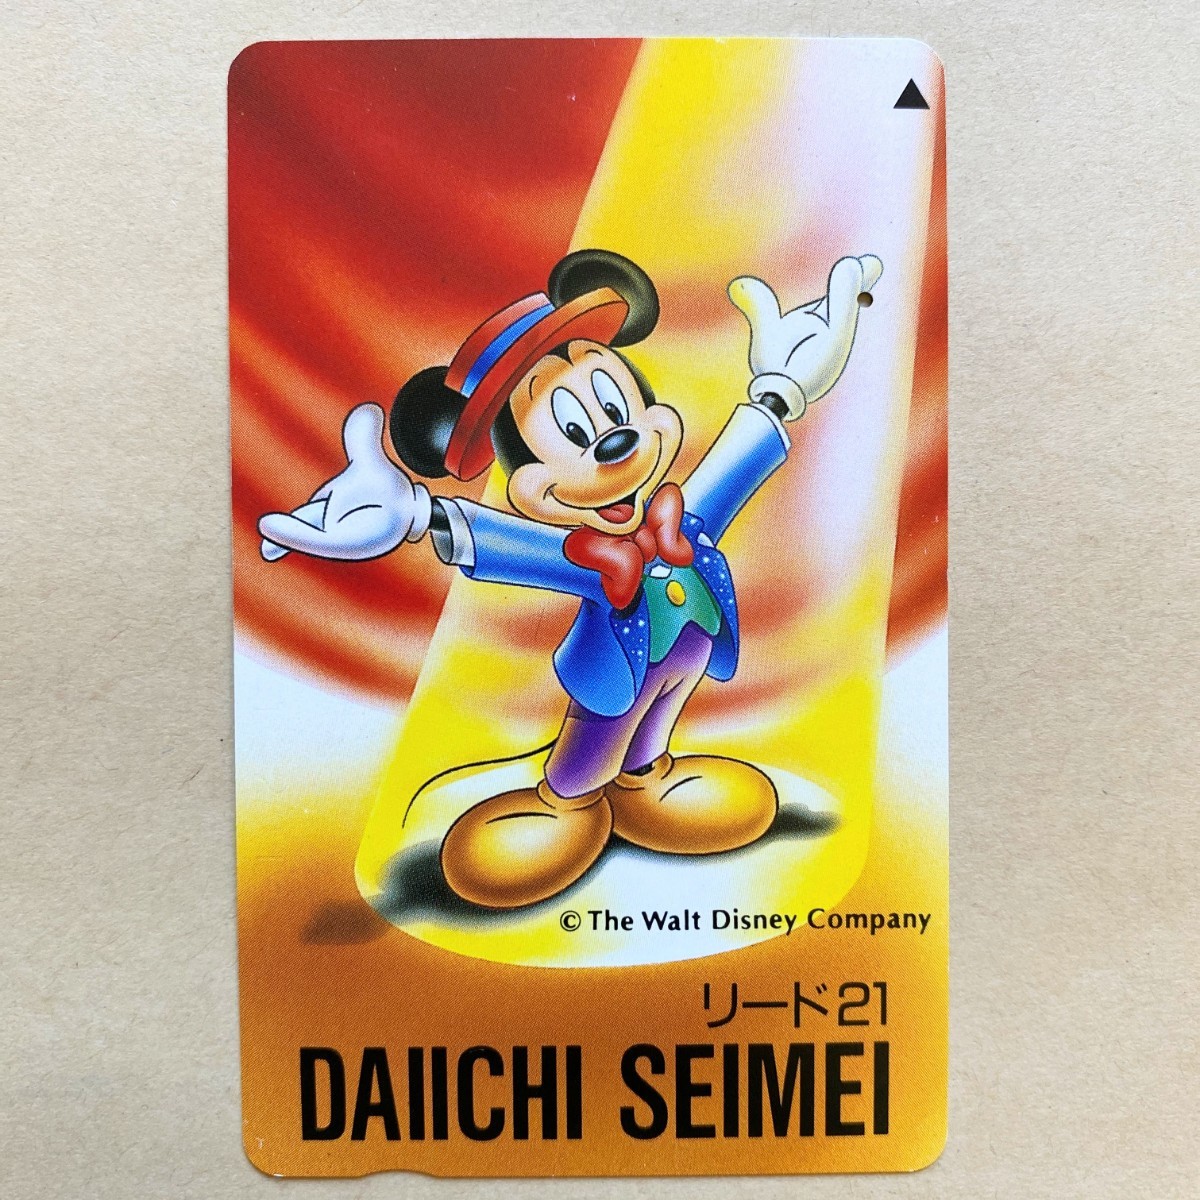 © The Walt Disney Company
リード21
DAIICHI SEIMEI